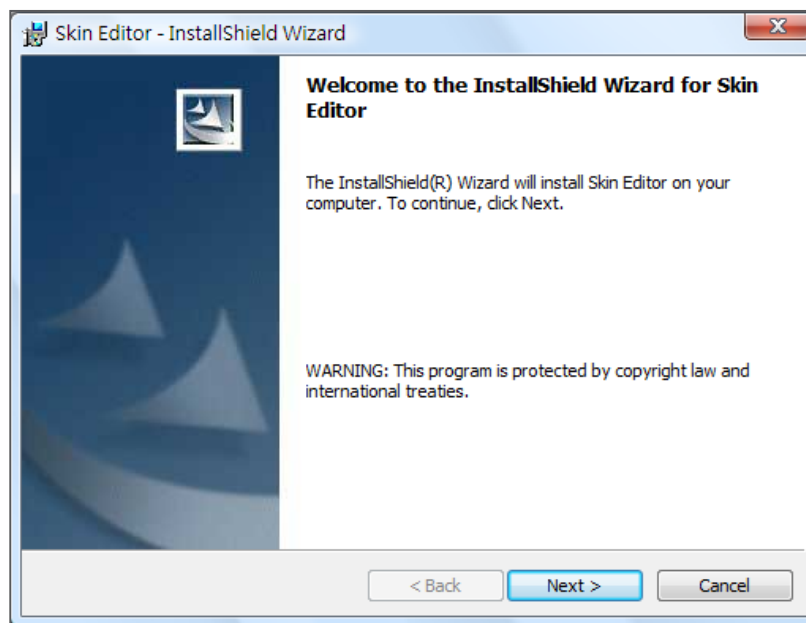 Skin Editor - InstallShield Wizard
Welcome to the InstallShield Wizard for Skin
Editor
The InstallShield(R) Wizard will install Skin Editor on your
computer. To continue, click Next.
WARNING: This program is protected by copyright law and
international treaties.
< Back
Next >
Cancel